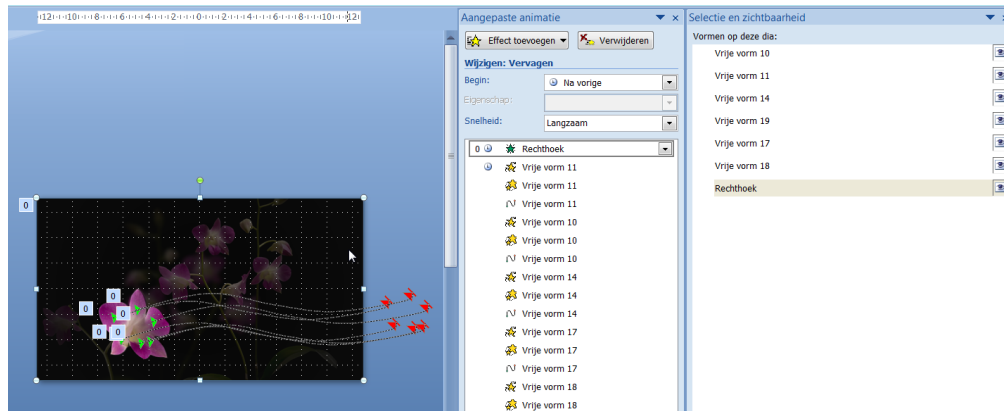 12 10 8 6 4 2 0 2 4 6 8 10 12
0
0
0
0
0 0
Aangepaste animatie
Effect toevoegen Verwijderen
Wijzigen: Vervagen
Begin: Na vorige
Eigenschap:
Snelheid: Langzaam
0 Rechthoek
Vrije vorm 11
Vrije vorm 11
Vrije vorm 11
Vrije vorm 10
Vrije vorm 10
Vrije vorm 10
Vrije vorm 14
Vrije vorm 14
Vrije vorm 14
Vrije vorm 17
Vrije vorm 17
Vrije vorm 17
Vrije vorm 18
Vrije vorm 18
Selectie en zichtbaarheid
Vormen op deze dia:
Vrije vorm 10
Vrije vorm 11
Vrije vorm 14
Vrije vorm 19
Vrije vorm 17
Vrije vorm 18
Rechthoek